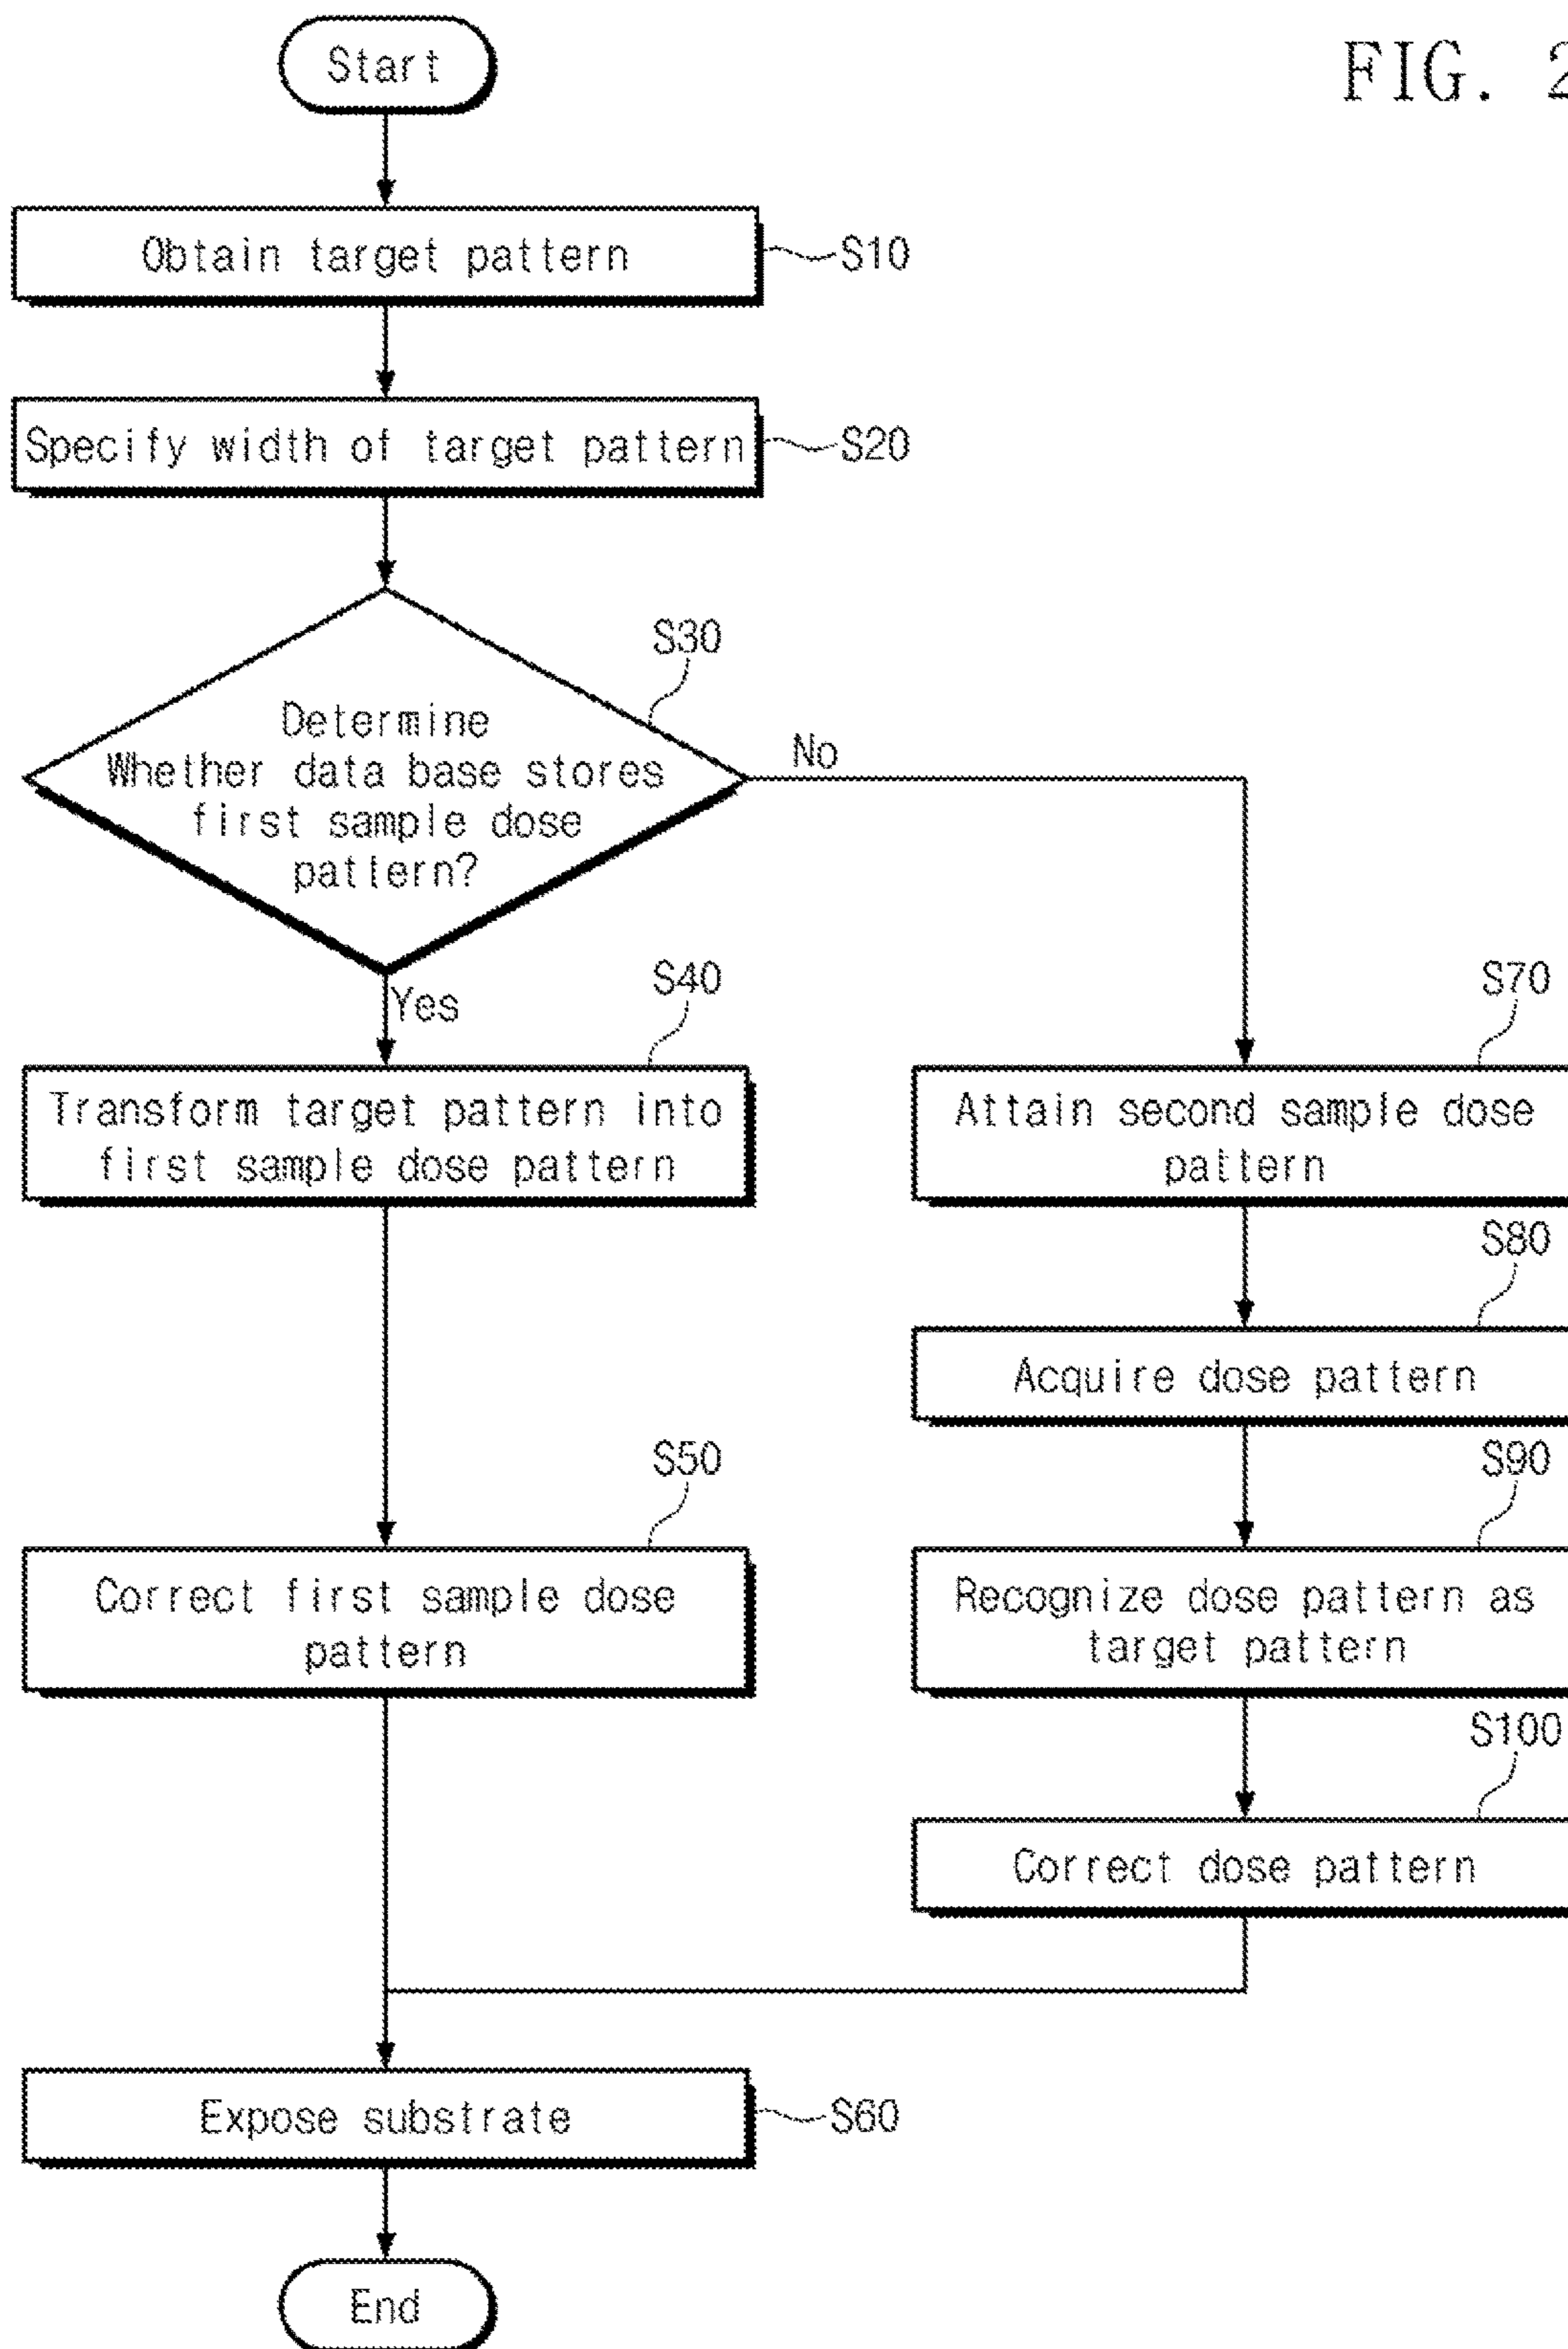 FIG. 2
Start
Obtain target pattern
S10
Specify width of target pattern
S20
S30
Determine
Whether data base stores
first sample dose
pattern?
No
Yes
S40
Transform target pattern into
first sample dose pattern
S70
Attain second sample dose
pattern
S80
Acquire dose pattern
S50
Correct first sample dose
pattern
S90
Recognize dose pattern as
target pattern
S100
Correct dose pattern
Expose substrate
S60
End